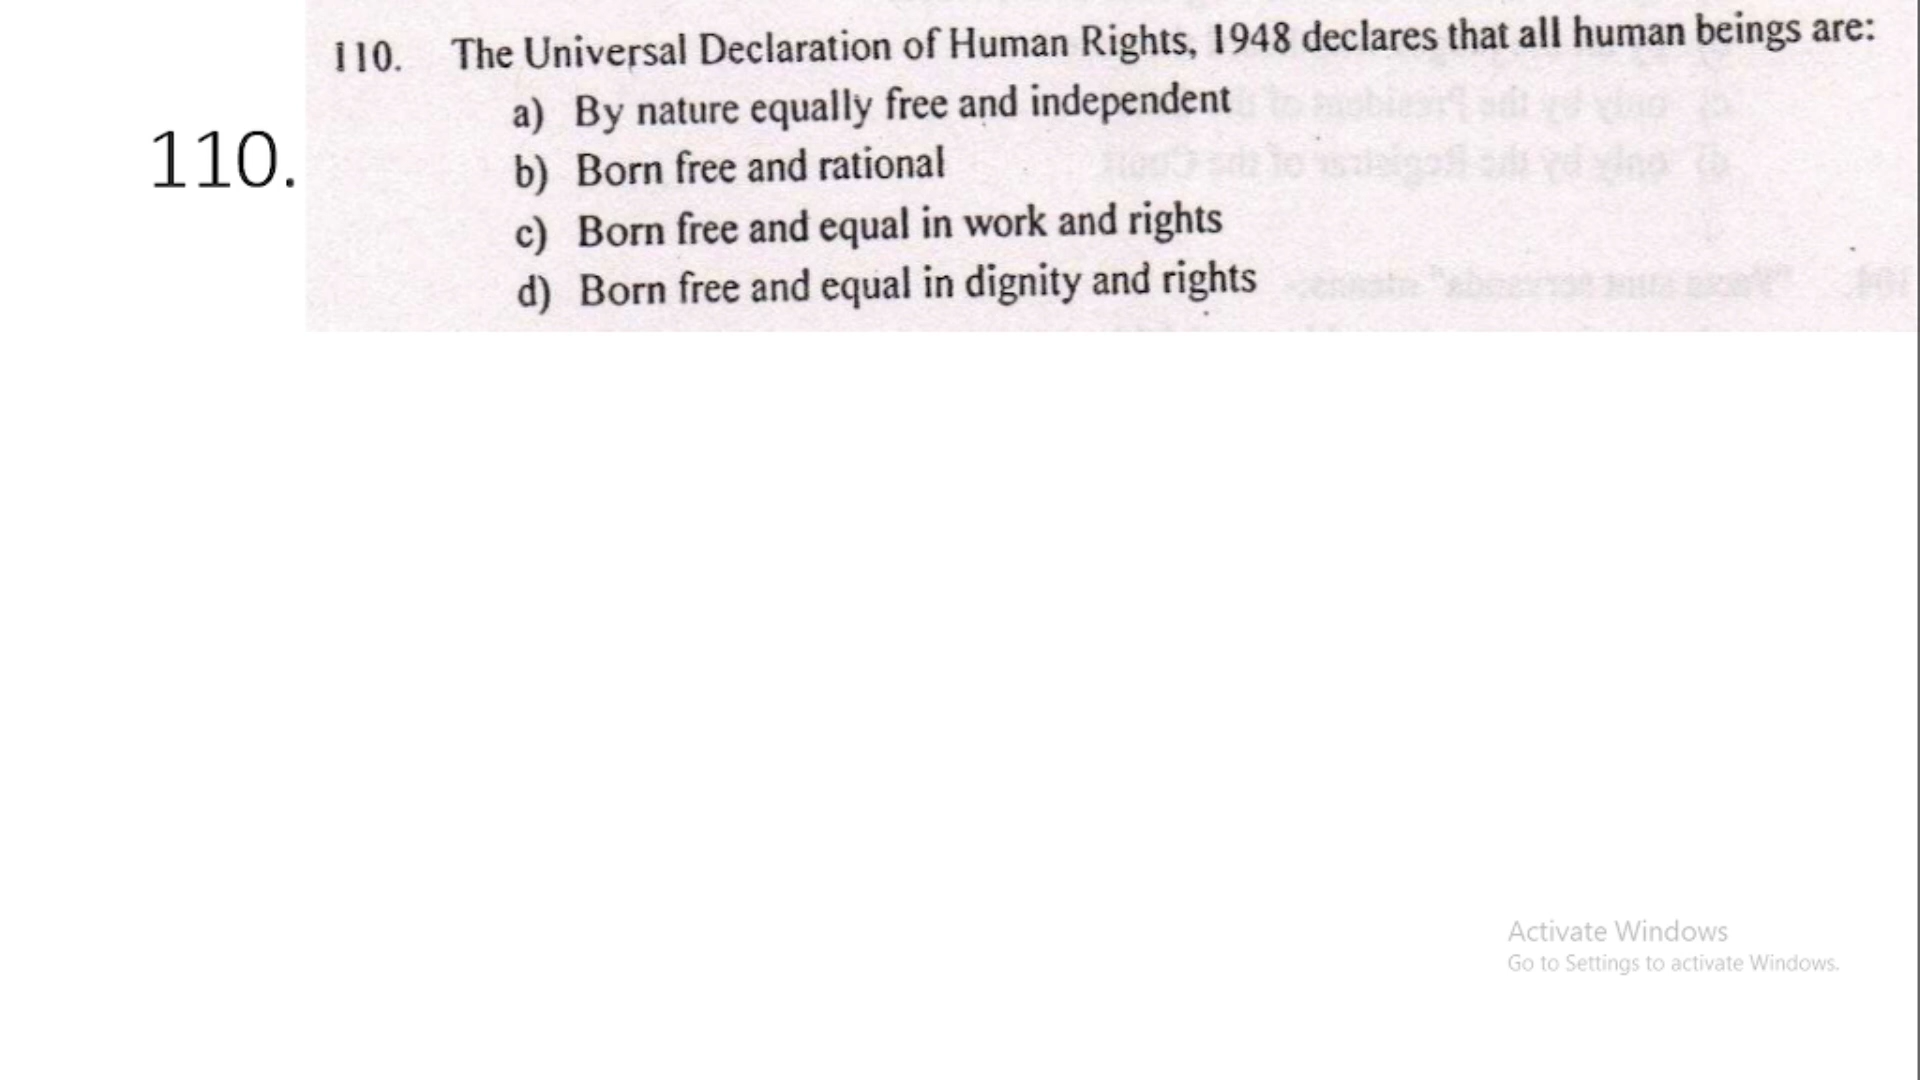 110. The Universal Declaration of Human Rights, 1948 declares that all human beings are:
a) By nature equally free and independent
110.
b) Born free and rational
c) Born free and equal in work and rights
d) Born free and equal in dignity and rights
Activate Windows
Go to Settings to activate Windows.